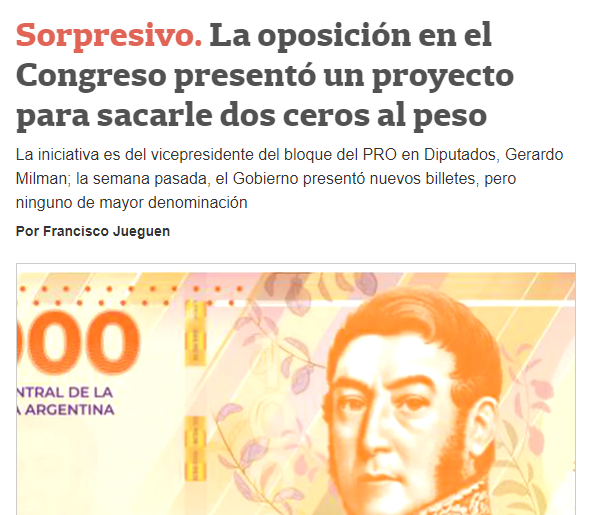 Sorpresivo. La oposición en el
Congreso presentó un proyecto
para sacarle dos ceros al peso
La iniciativa es del vicepresidente del bloque del PRO en Diputados, Gerardo
Milman; la semana pasada, el Gobierno presentó nuevos billetes, pero
ninguno de mayor denominación
Por Francisco Jueguen
00
NTRAL DE LA
ARGENTINA